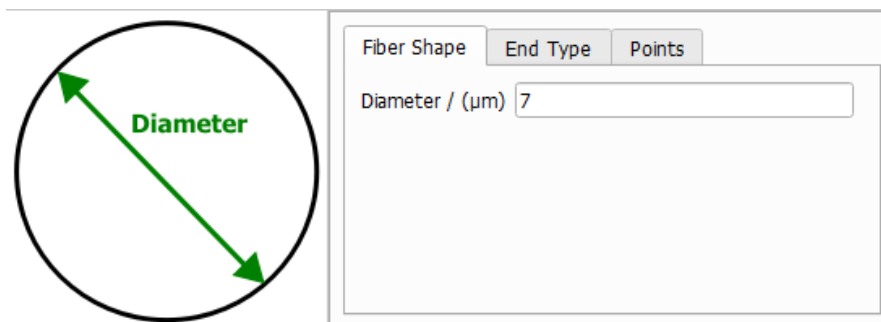 Diameter
Fiber Shape
End Type
Points
Diameter / (µm) 7